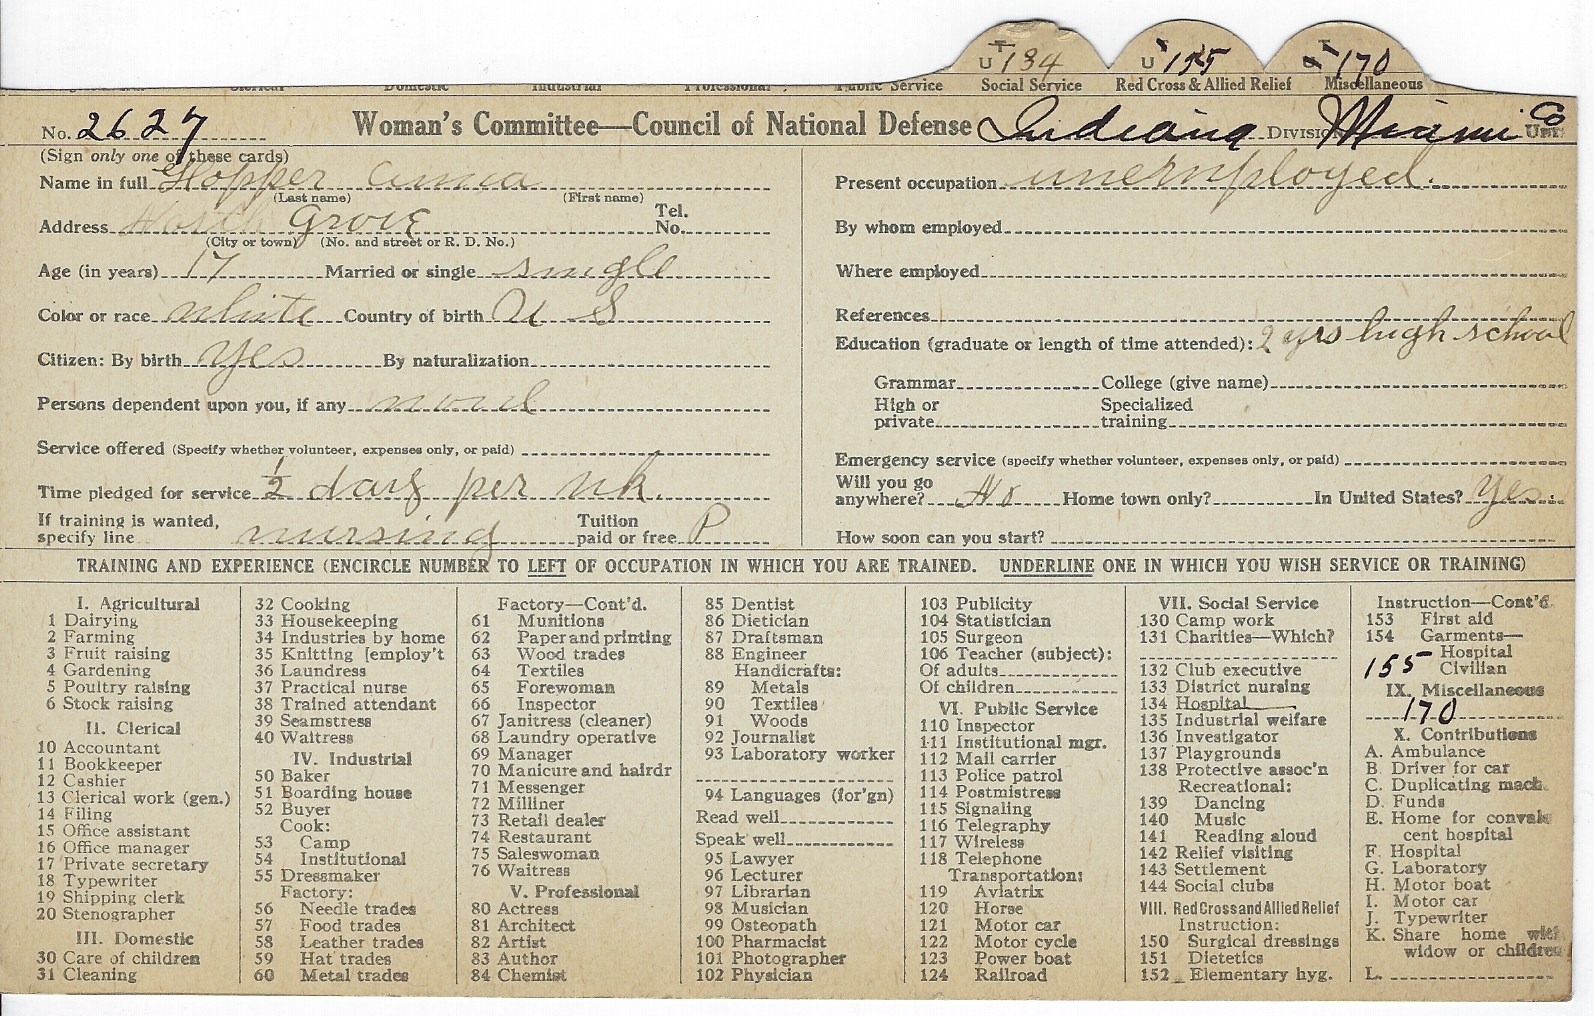 U T 134 U 155 T 170
Public Service Social Service Red Cross & Allied Relief Miscellaneous
No. 2627 Woman's Committee—Council of National Defense Indiana Division Miami Co Unit
(Sign only one of these cards)
Name in full Hopper Anna
(Last name) (First name)
Address North Grove Tel. No.
(City or town) (No. and street or R. D. No.)
Age (in years) 17 Married or single single
Color or race white Country of birth U S
Citizen: By birth yes By naturalization
Persons dependent upon you, if any
Service offered (Specify whether volunteer, expenses only, or paid)
Time pledged for service 1/2 day per wk.
If training is wanted, specify line nursing Tuition paid or free P
Present occupation unemployed.
By whom employed
Where employed
References
Education (graduate or length of time attended): 2 yrs high school
Grammar College (give name)
High or private Specialized training
Emergency service (specify whether volunteer, expenses only, or paid)
Will you go anywhere? No Home town only? In United States? Yes.
How soon can you start?
TRAINING AND EXPERIENCE (ENCIRCLE NUMBER TO LEFT OF OCCUPATION IN WHICH YOU ARE TRAINED. UNDERLINE ONE IN WHICH YOU WISH SERVICE OR TRAINING)
I. Agricultural
1 Dairying
2 Farming
3 Fruit raising
4 Gardening
5 Poultry raising
6 Stock raising
II. Clerical
10 Accountant
11 Bookkeeper
12 Cashier
13 Clerical work (gen.)
14 Filing
15 Office assistant
16 Office manager
17 Private secretary
18 Typewriter
19 Shipping clerk
20 Stenographer
III. Domestic
30 Care of children
31 Cleaning
32 Cooking
33 Housekeeping
34 Industries by home
35 Knitting [employ't
36 Laundress
37 Practical nurse
38 Trained attendant
39 Seamstress
40 Waitress
IV. Industrial
50 Baker
51 Boarding house
52 Buyer
Cook:
53 Camp
54 Institutional
55 Dressmaker
Factory:
56 Needle trades
57 Food trades
58 Leather trades
59 Hat trades
60 Metal trades
Factory—Cont'd.
61 Munitions
62 Paper and printing
63 Wood trades
64 Textiles
65 Forewoman
66 Inspector
67 Janitress (cleaner)
68 Laundry operative
69 Manager
70 Manicure and hairdr
71 Messenger
72 Milliner
73 Retail dealer
74 Restaurant
75 Saleswoman
76 Waitress
V. Professional
80 Actress
81 Architect
82 Artist
83 Author
84 Chemist
85 Dentist
86 Dietician
87 Draftsman
88 Engineer
Handicrafts:
89 Metals
90 Textiles
91 Woods
92 Journalist
93 Laboratory worker
94 Languages (for'gn)
Read well
Speak well
95 Lawyer
96 Lecturer
97 Librarian
98 Musician
99 Osteopath
100 Pharmacist
101 Photographer
102 Physician
103 Publicity
104 Statistician
105 Surgeon
106 Teacher (subject):
Of adults
Of children
VI. Public Service
110 Inspector
111 Institutional mgr.
112 Mail carrier
113 Police patrol
114 Postmistress
115 Signaling
116 Telegraphy
117 Wireless
118 Telephone
Transportation:
119 Aviatrix
120 Horse
121 Motor car
122 Motor cycle
123 Power boat
124 Railroad
VII. Social Service
130 Camp work
131 Charities—Which?
132 Club executive
133 District nursing
134 Hospital
135 Industrial welfare
136 Investigator
137 Playgrounds
138 Protective assoc'n
Recreational:
139 Dancing
140 Music
141 Reading aloud
142 Relief visiting
143 Settlement
144 Social clubs
VIII. Red Cross and Allied Relief
Instruction:
150 Surgical dressings
151 Dietetics
152 Elementary hyg.
Instruction—Cont'd.
153 First aid
154 Garments—
Hospital
155 Civilian
IX. Miscellaneous
170
X. Contributions
A. Ambulance
B. Driver for car
C. Duplicating mach.
D. Funds
E. Home for convales
cent hospital
F. Hospital
G. Laboratory
H. Motor boat
I. Motor car
J. Typewriter
K. Share home with
widow or children
L.